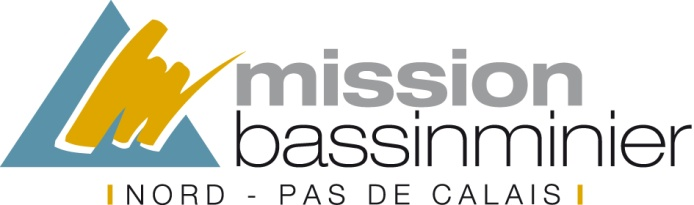 mission
bassinminier
NORD - PAS DE CALAIS